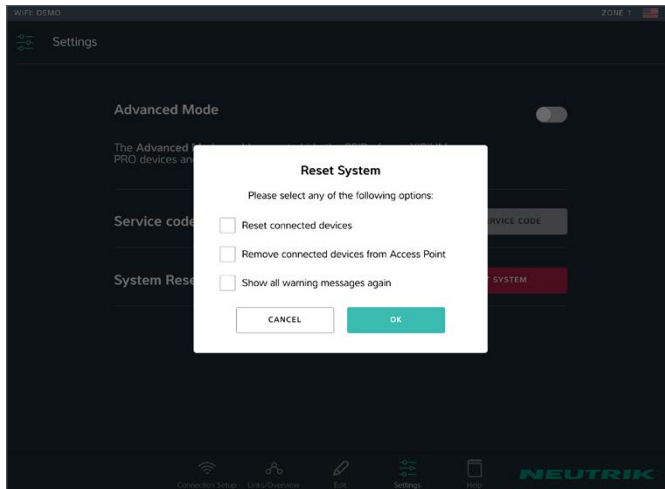 WIFI: DEMO
ZONE 1
Settings
Advanced Mode
The Advanced
PRO devices an
Reset System
Please select any of the following options:
Reset connected devices
Service code
RVICE CODE
Remove connected devices from Access Point
System Rese
T SYSTEM
Show all warning messages again
CANCEL
OK
Connection Setup
Links/Overview
Edit
Settings
Help
NEUTRIK